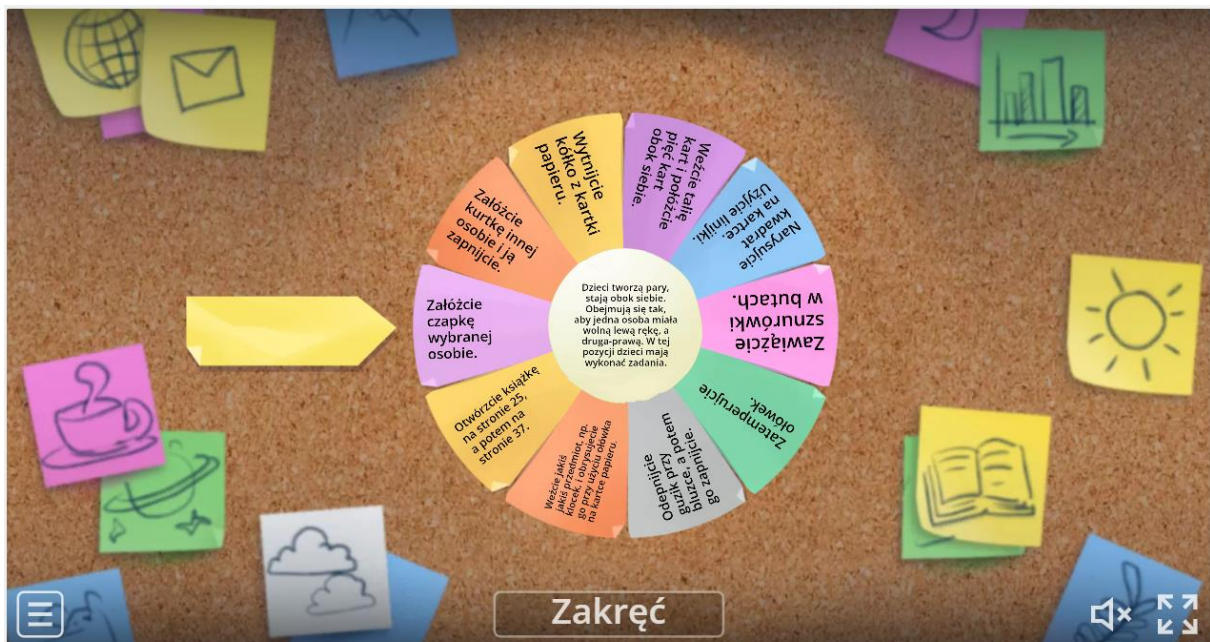 Wytnijcie
kółko z kartki
papieru.
Weźcie talię
kart i połóżcie
pięć kart
obok siebie.
Narysujcie
kwadrat
na kartce.
Użyjcie linijki.
Zawiążcie
sznurówki
w butach.
Zatemperujcie
ołówek.
Odepnijcie
guzik przy
bluzce, a potem
go zapnijcie.
Weźcie jakiś
jakiś przedmiot, np.
klocek, i obrysujecie
go przy użyciu ołówka
na kartce papieru.
Otwórzcie książkę
na stronie 25,
a potem na
stronie 37.
Załóżcie
czapkę
wybranej
osobie.
Załóżcie
kurtkę innej
osobie i ją
zapnijcie.
Dzieci tworzą pary,
stają obok siebie.
Obejmują się tak,
aby jedna osoba miała
wolną lewą rękę, a
druga-prawą. W tej
pozycji dzieci mają
wykonać zadania.
Zakręć